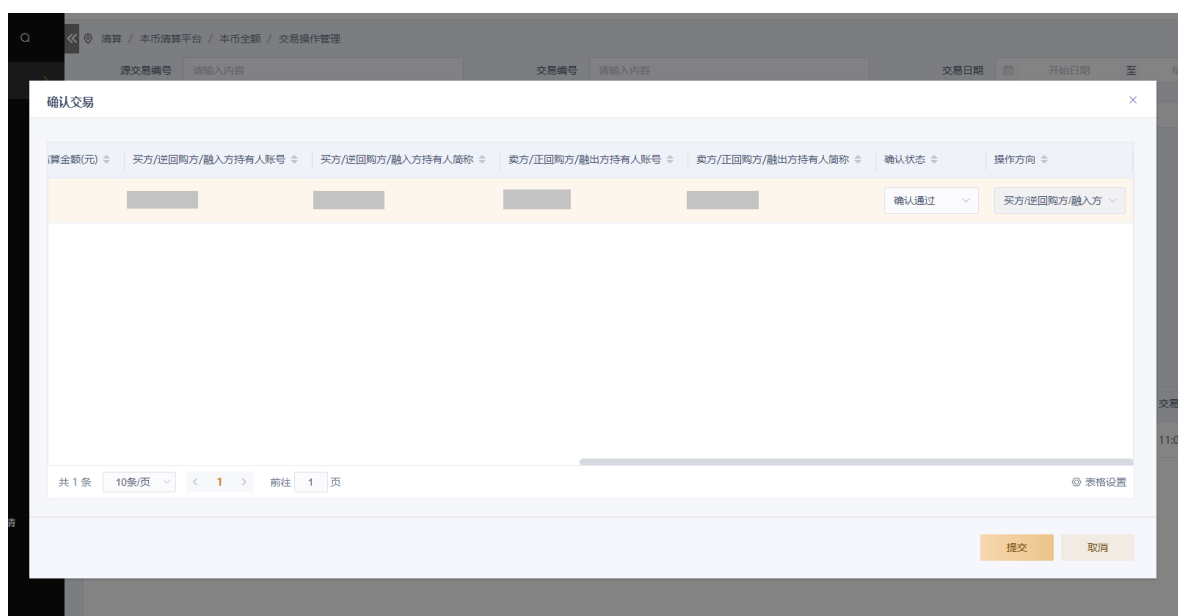 清算 / 本币清算平台 / 本币全额 / 交易操作管理
源交易编号 请输入内容 交易编号 请输入内容 交易日期 开始日期 至
确认交易
算金额(元) 买方/逆回购方/融入方持有人账号 买方/逆回购方/融入方持有人简称 卖方/正回购方/融出方持有人账号 卖方/正回购方/融出方持有人简称 确认状态 操作方向
确认通过 买方/逆回购方/融入方
交易
11:0
共 1 条 10条/页 1 前往 1 页 表格设置
清
提交 取消